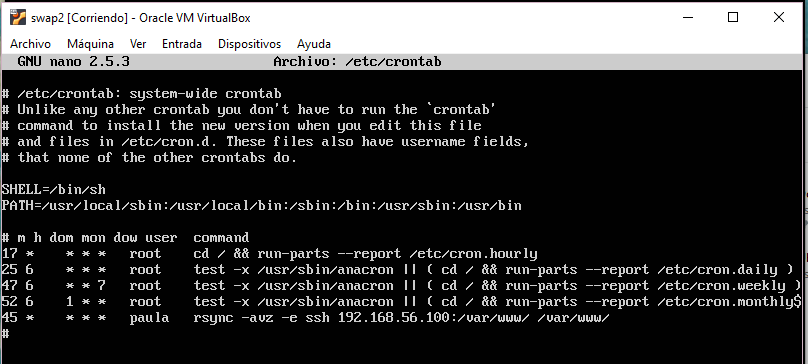 swap2 [Corriendo] - Oracle VM VirtualBox
Archivo Máquina Ver Entrada Dispositivos Ayuda
GNU nano 2.5.3 Archivo: /etc/crontab
# /etc/crontab: system-wide crontab
# Unlike any other crontab you don't have to run the `crontab'
# command to install the new version when you edit this file
# and files in /etc/cron.d. These files also have username fields,
# that none of the other crontabs do.
SHELL=/bin/sh
PATH=/usr/local/sbin:/usr/local/bin:/sbin:/bin:/usr/sbin:/usr/bin
# m h dom mon dow user  command
17 *    * * *   root    cd / && run-parts --report /etc/cron.hourly
25 6    * * *   root    test -x /usr/sbin/anacron || ( cd / && run-parts --report /etc/cron.daily )
47 6    * * 7   root    test -x /usr/sbin/anacron || ( cd / && run-parts --report /etc/cron.weekly )
52 6    1 * *   root    test -x /usr/sbin/anacron || ( cd / && run-parts --report /etc/cron.monthly$
45 *    * * *   paula   rsync -avz -e ssh 192.168.56.100:/var/www/ /var/www/
#